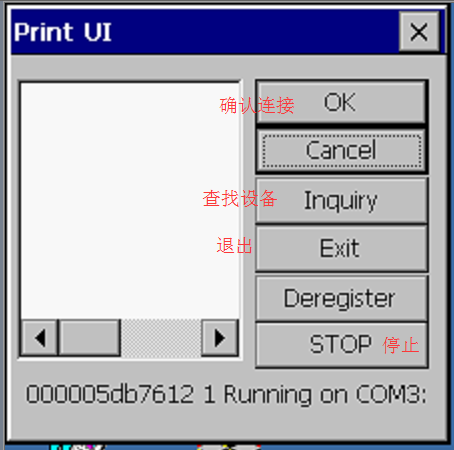 Print UI
确认连接 OK
Cancel
查找设备 Inquiry
退出 Exit
Deregister
STOP 停止
000005db7612 1 Running on COM3: